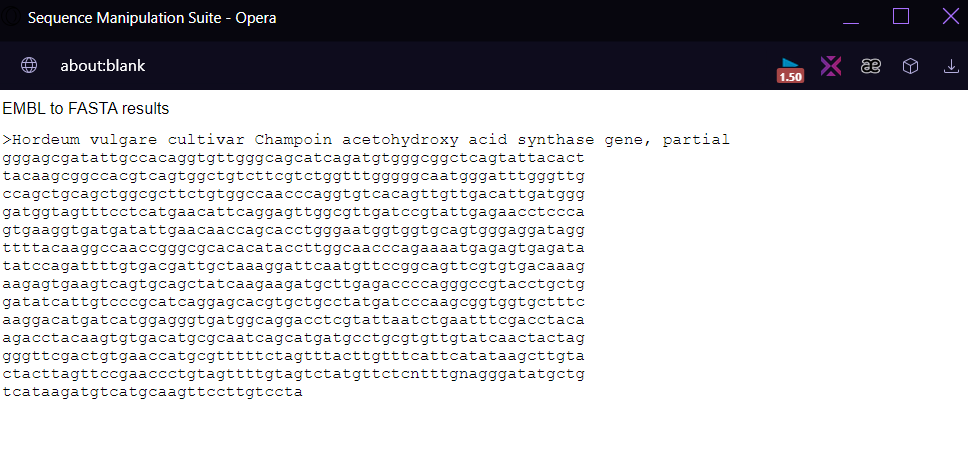 Sequence Manipulation Suite - Opera
about:blank
1.50
EMBL to FASTA results
>Hordeum vulgare cultivar Champoin acetohydroxy acid synthase gene, partial
gggagcgatattgccacaggtgttgggcagcatcagatgtgggcggctcagtattacact
tacaagcggccacgtcagtggctgtcttcgtctggtttgggggcaatgggatttgggttg
ccagctgcagctggcgcttctgtggccaacccaggtgtcacagttgttgacattgatggg
gatggtagtttcctcatgaacattcaggagttggcgttgatccgtattgagaacctccca
gtgaaggtgatgatattgaacaaccagcacctgggaatggtggtgcagtgggaggatagg
ttttacaaggccaaccgggcgcacacataccttggcaacccagaaaatgagagtgagata
tatccagattttgtgacgattgctaaaggattcaatgttccggcagttcgtgtgacaaag
aagagtgaagtcagtgcagctatcaagaagatgcttgagaccccagggccgtacctgctg
gatatcattgtcccgcatcaggagcacgtgctgcctatgatcccaagcggtggtgctttc
aaggacatgatcatggagggtgatggcaggacctcgtattaatctgaatttcgacctaca
agacctacaagtgtgacatgcgcaatcagcatgatgcctgcgtgttgtatcaactactag
gggttcgactgtgaaccatgcgtttttctagtttacttgtttcattcatataagcttgta
ctacttagttccgaaccctgtagttttgtagtctatgttctcntttgnagggatatgctg
tcataagatgtcatgcaagttccttgtccta